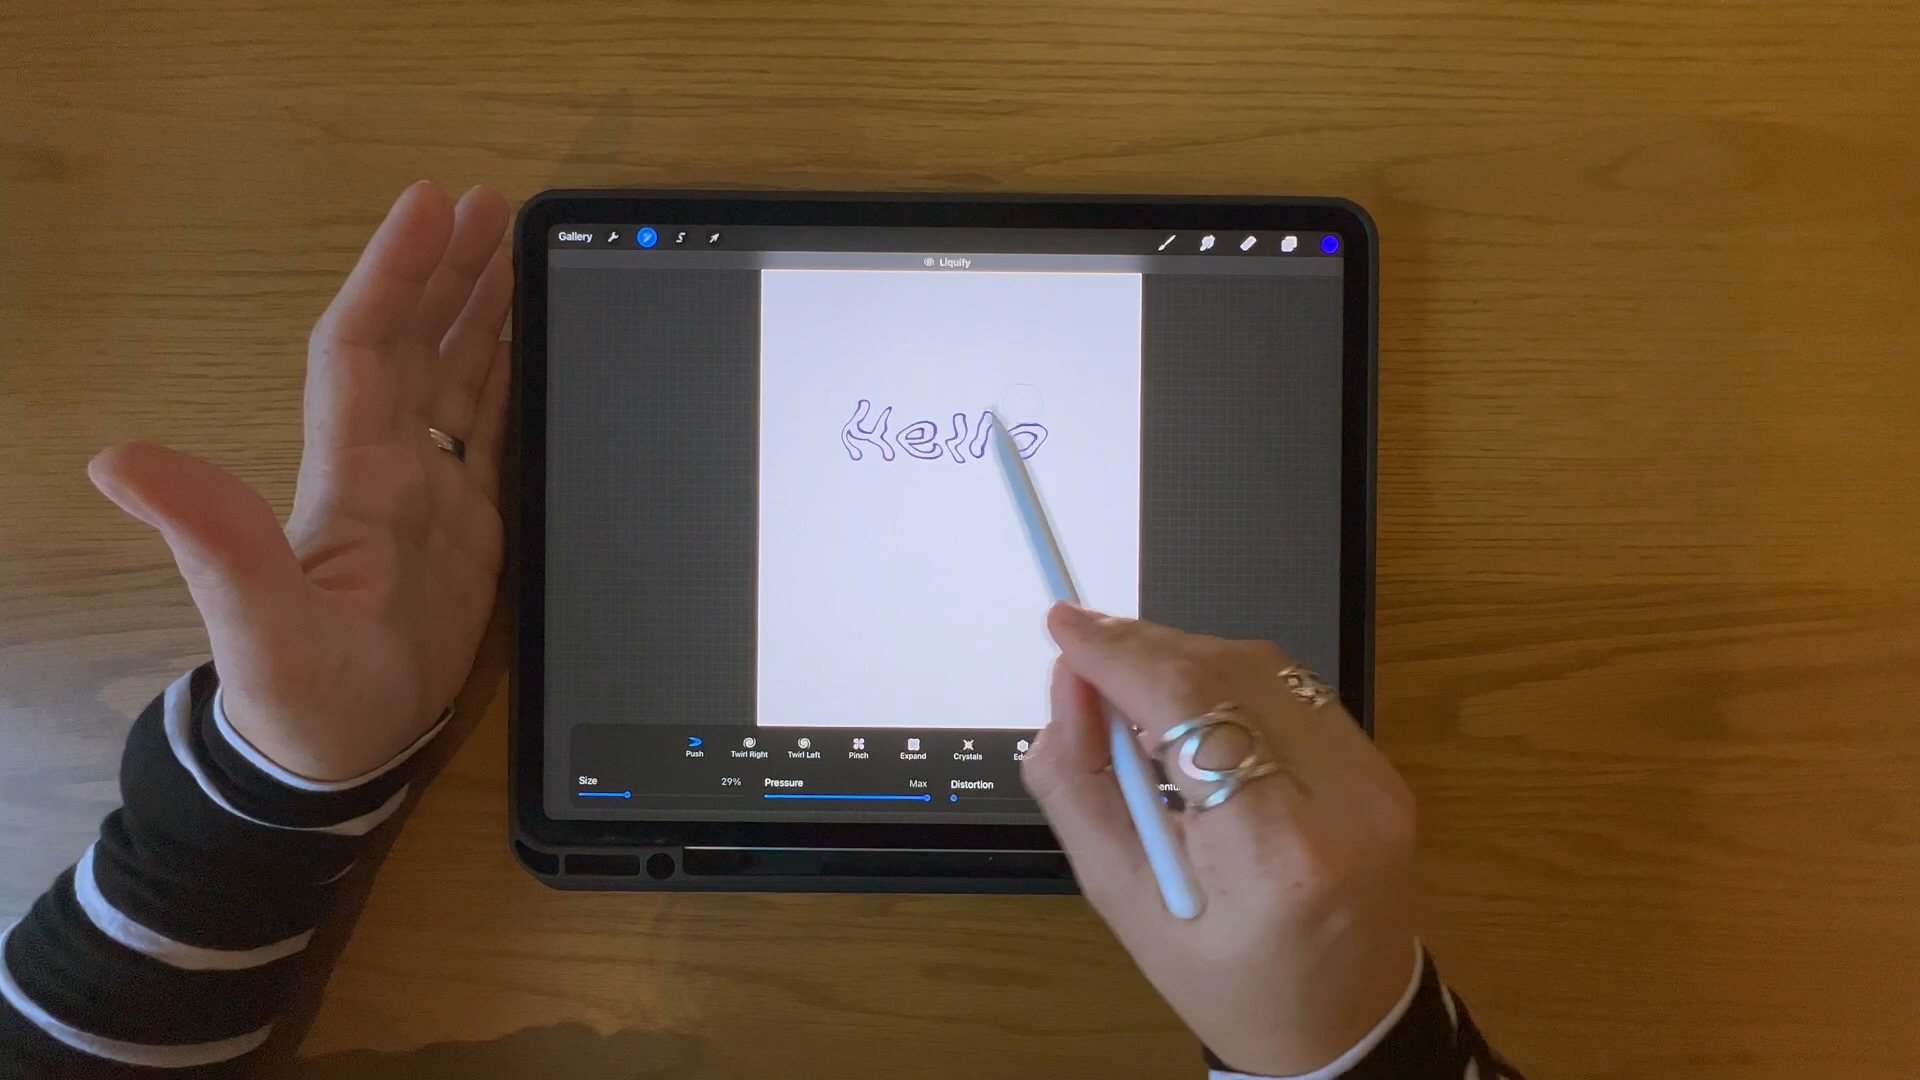 Gallery
Liquify
Hello
Push Twirl Right Twirl Left Pinch Expand Crystals
Size 29% Pressure Max Distortion